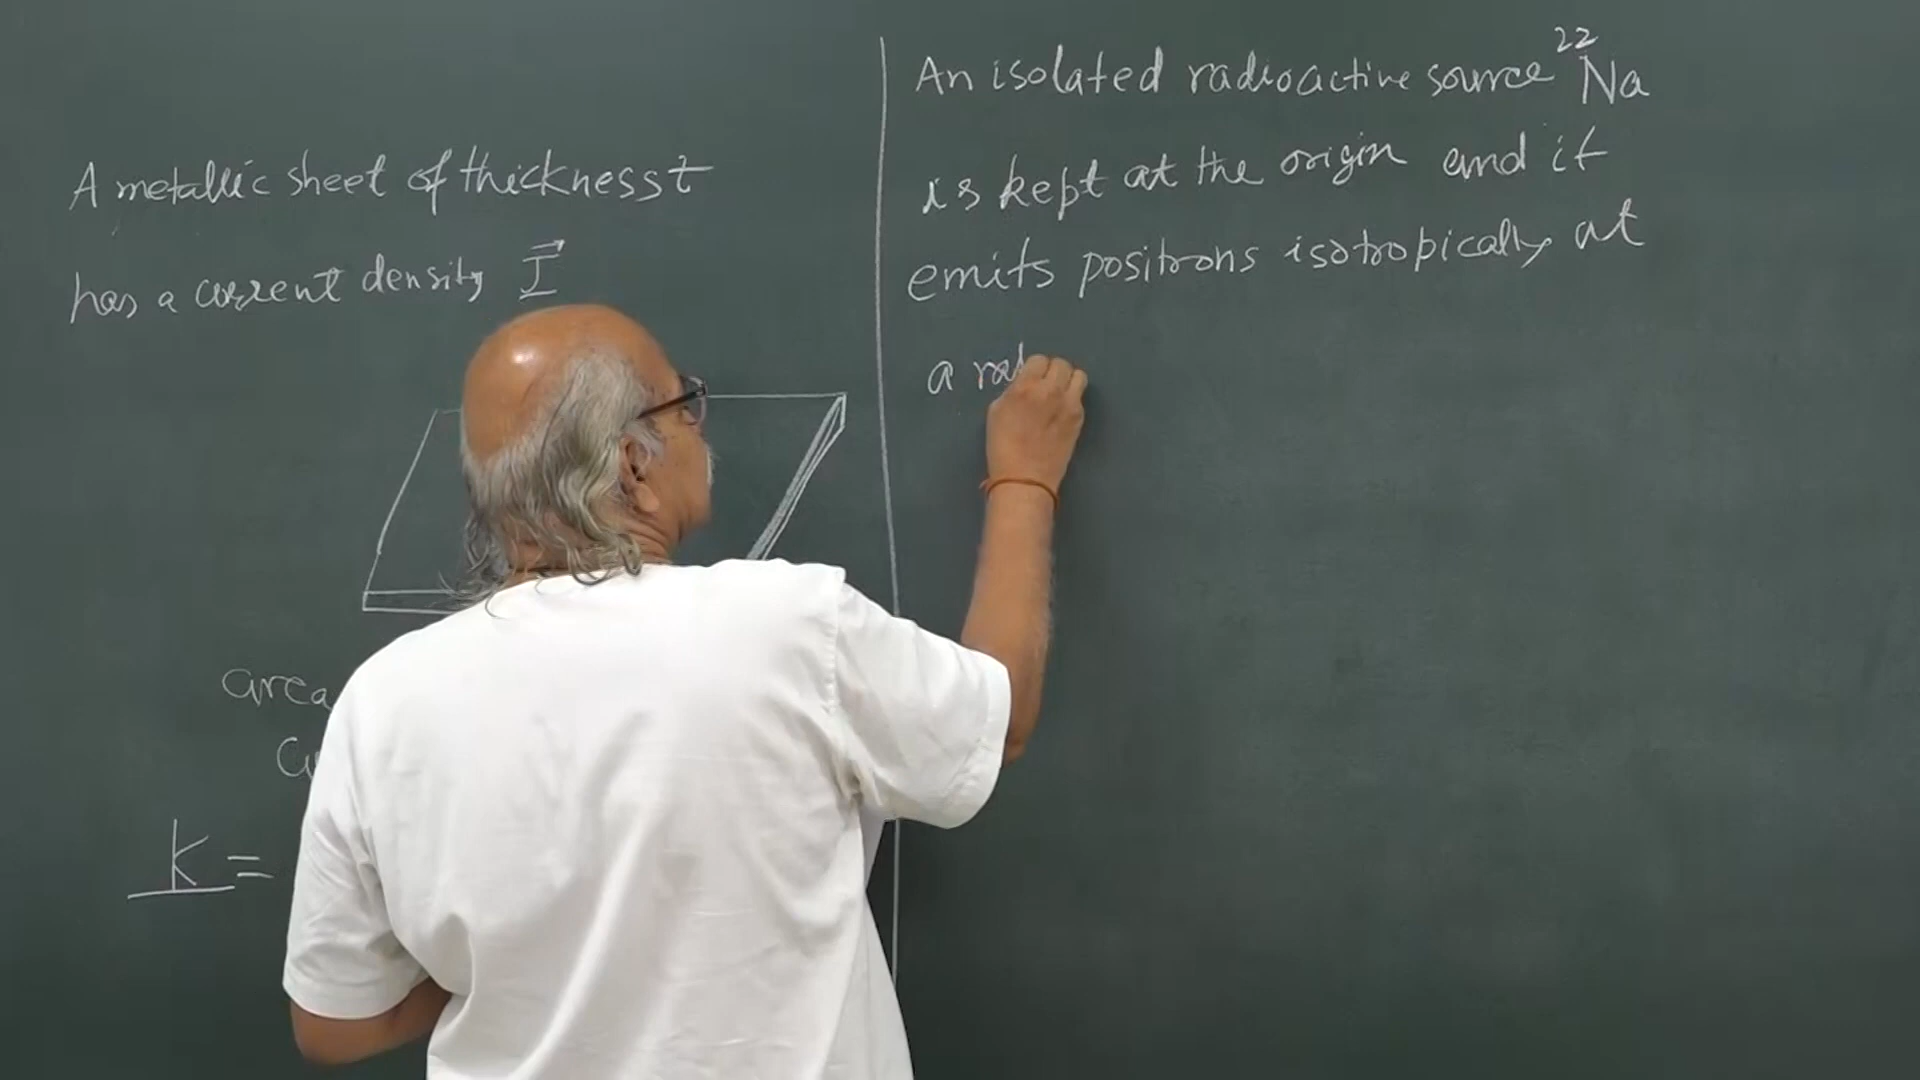 A metallic sheet of thickness t
has a current density J
area
K =
An isolated radioactive source ²²Na
is kept at the origin and it
emits positrons isotropically at
a rat